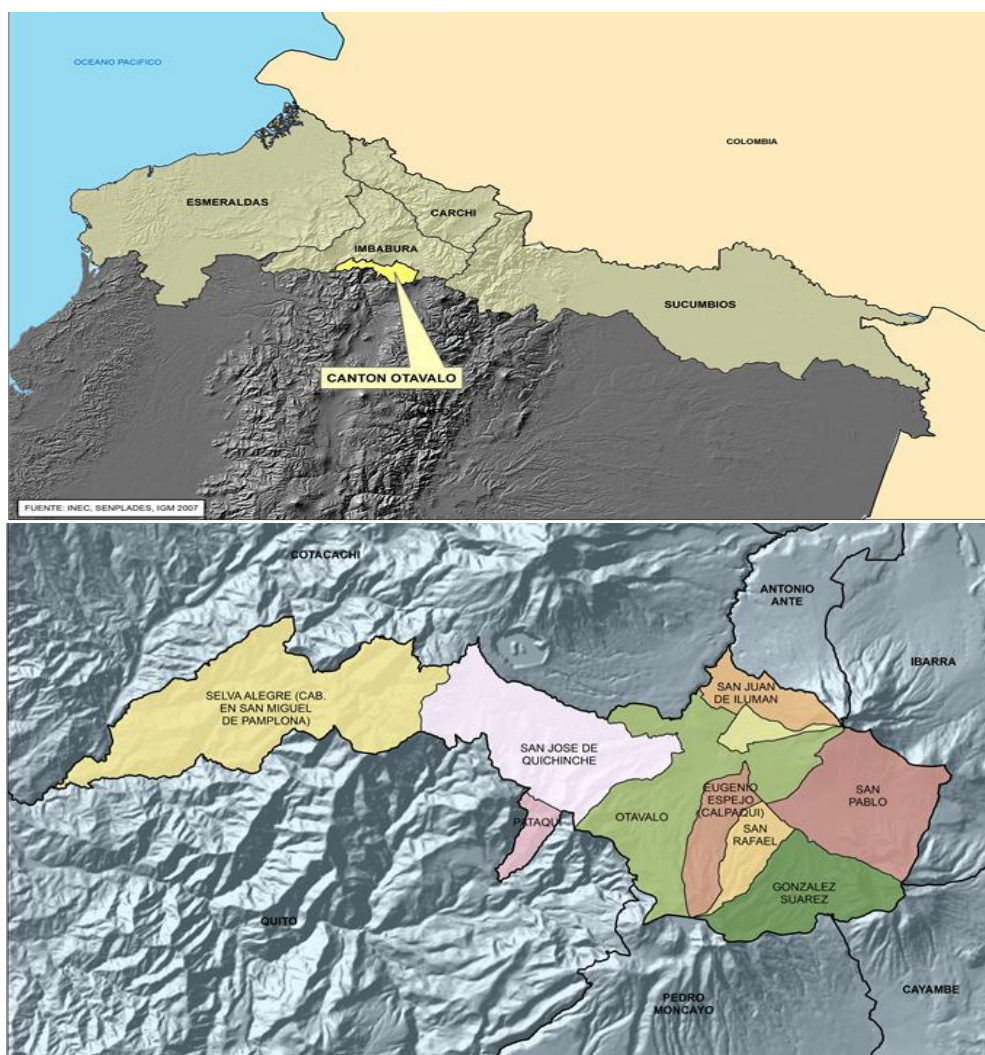 OCEANO PACIFICO
COLOMBIA
ESMERALDAS
CARCHI
IMBABURA
SUCUMBIOS
CANTON OTAVALO
FUENTE: INEC, SENPLADES, IGM 2007
COTACACHI
ANTONIO
ANTE
IBARRA
SAN JUAN
DE ILUMAN
SELVA ALEGRE (CAB.
EN SAN MIGUEL
DE PAMPLONA)
SAN JOSE DE
QUICHINCHE
EUGENIO
ESPEJO
(CALPAQUI)
SAN
PABLO
PATAQUI
OTAVALO
SAN
RAFAEL
GONZALEZ
SUAREZ
QUITO
PEDRO
MONCAYO
CAYAMBE